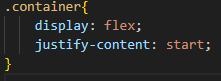 .container{
    display: flex;
    justify-content: start;
}